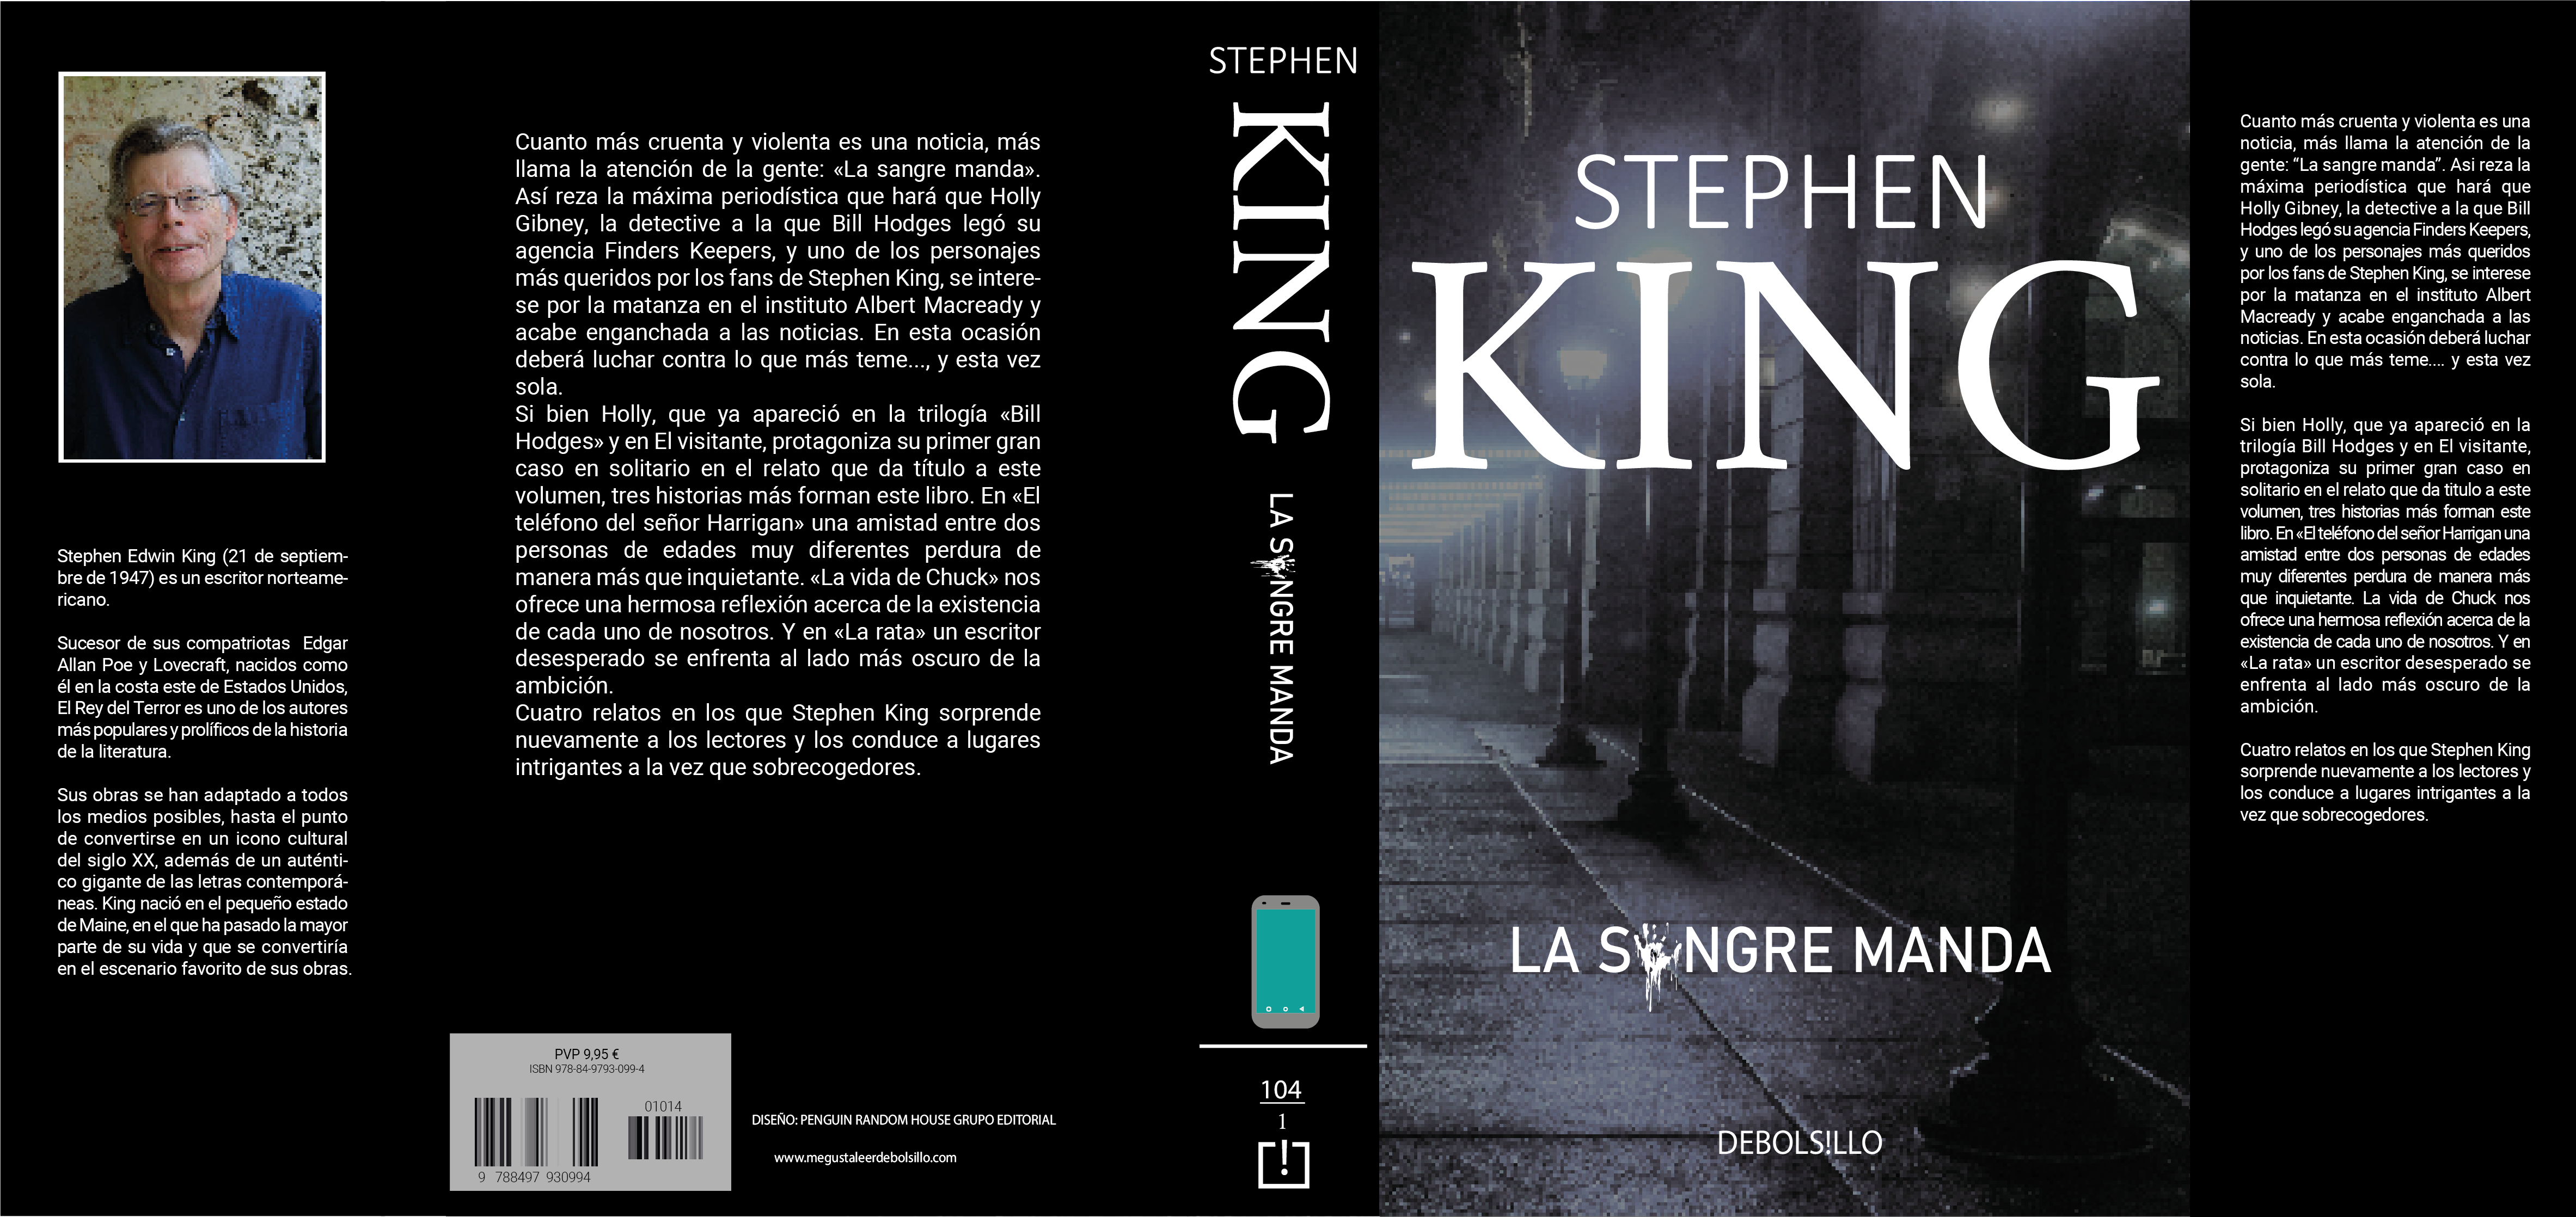 Stephen Edwin King (21 de septiem-
bre de 1947) es un escritor norteame-
ricano.
Sucesor de sus compatriotas Edgar
Allan Poe y Lovecraft, nacidos como
él en la costa este de Estados Unidos,
El Rey del Terror es uno de los autores
más populares y prolíficos de la historia
de la literatura.
Sus obras se han adaptado a todos
los medios posibles, hasta el punto
de convertirse en un icono cultural
del siglo XX, además de un auténti-
co gigante de las letras contemporá-
neas. King nació en el pequeño estado
de Maine, en el que ha pasado la mayor
parte de su vida y que se convertiría
en el escenario favorito de sus obras.
Cuanto más cruenta y violenta es una noticia, más
llama la atención de la gente: «La sangre manda».
Así reza la máxima periodística que hará que Holly
Gibney, la detective a la que Bill Hodges legó su
agencia Finders Keepers, y uno de los personajes
más queridos por los fans de Stephen King, se intere-
se por la matanza en el instituto Albert Macready y
acabe enganchada a las noticias. En esta ocasión
deberá luchar contra lo que más teme..., y esta vez
sola.
Si bien Holly, que ya apareció en la trilogía «Bill
Hodges» y en El visitante, protagoniza su primer gran
caso en solitario en el relato que da título a este
volumen, tres historias más forman este libro. En «El
teléfono del señor Harrigan» una amistad entre dos
personas de edades muy diferentes perdura de
manera más que inquietante. «La vida de Chuck» nos
ofrece una hermosa reflexión acerca de la existencia
de cada uno de nosotros. Y en «La rata» un escritor
desesperado se enfrenta al lado más oscuro de la
ambición.
Cuatro relatos en los que Stephen King sorprende
nuevamente a los lectores y los conduce a lugares
intrigantes a la vez que sobrecogedores.
PVP 9,95 €
ISBN 978-84-9793-099-4
01014
9 788497 930994
DISEÑO: PENGUIN RANDOM HOUSE GRUPO EDITORIAL
www.megustaleerdebolsillo.com
STEPHEN
KING
LA SANGRE MANDA
104
1
STEPHEN
KING
LA SANGRE MANDA
DEBOLS!LLO
Cuanto más cruenta y violenta es una
noticia, más llama la atención de la
gente: “La sangre manda”. Asi reza la
máxima periodística que hará que
Holly Gibney, la detective a la que Bill
Hodges legó su agencia Finders Keepers,
y uno de los personajes más queridos
por los fans de Stephen King, se interese
por la matanza en el instituto Albert
Macready y acabe enganchada a las
noticias. En esta ocasión deberá luchar
contra lo que más teme.... y esta vez
sola.
Si bien Holly, que ya apareció en la
trilogía Bill Hodges y en El visitante,
protagoniza su primer gran caso en
solitario en el relato que da titulo a este
volumen, tres historias más forman este
libro. En «El teléfono del señor Harrigan una
amistad entre dos personas de edades
muy diferentes perdura de manera más
que inquietante. La vida de Chuck nos
ofrece una hermosa reflexión acerca de la
existencia de cada uno de nosotros. Y en
«La rata» un escritor desesperado se
enfrenta al lado más oscuro de la
ambición.
Cuatro relatos en los que Stephen King
sorprende nuevamente a los lectores y
los conduce a lugares intrigantes a la
vez que sobrecogedores.